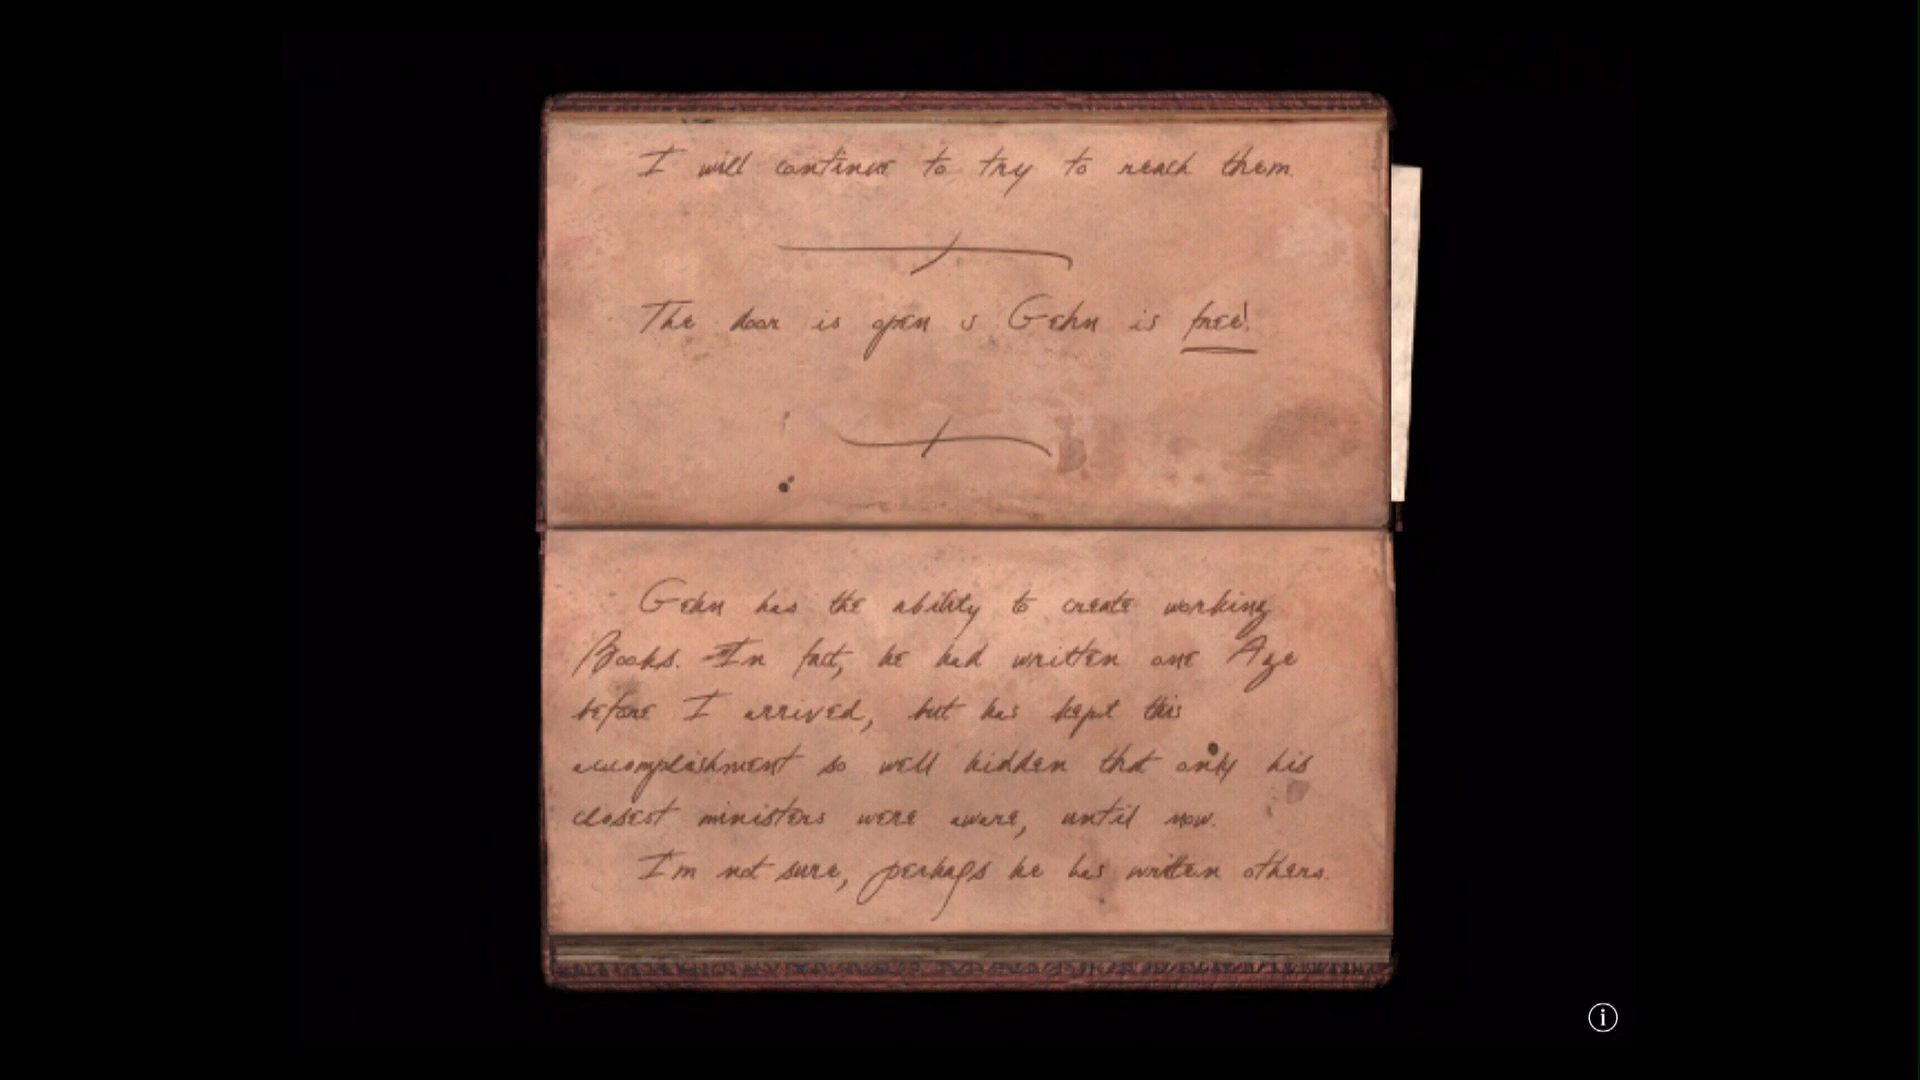 I will continue to try to reach them.
The door is open & Gehn is free!
Gehn has the ability to create working
Books. In fact, he had written one Age
before I arrived, but has kept this
accomplishment so well hidden that only his
closest ministers were aware, until now.
I'm not sure, perhaps he has written others.
i